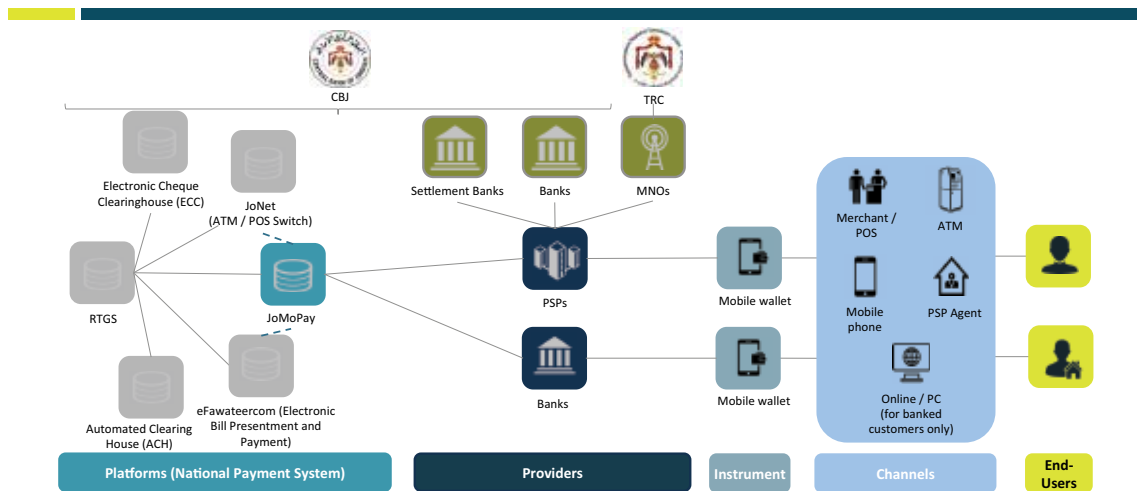 CBJ
TRC
Electronic Cheque
Clearinghouse (ECC)
JoNet
(ATM / POS Switch)
Settlement Banks
Banks
MNOs
Merchant /
POS
ATM
RTGS
JoMoPay
PSPs
Mobile wallet
Mobile
phone
PSP Agent
Banks
Mobile wallet
Online / PC
(for banked
customers only)
Automated Clearing
House (ACH)
eFawateercom (Electronic
Bill Presentment and
Payment)
Platforms (National Payment System)
Providers
Instrument
Channels
End-
Users